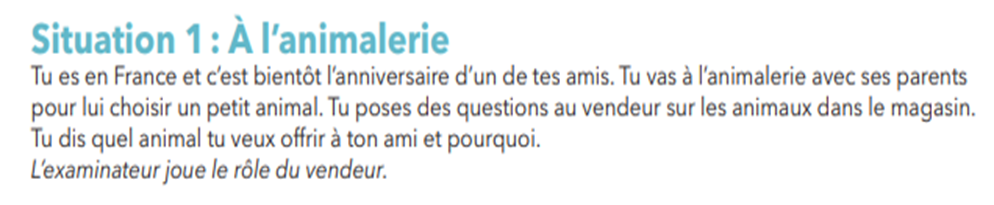 Situation 1 : À l'animalerie
Tu es en France et c'est bientôt l'anniversaire d'un de tes amis. Tu vas à l'animalerie avec ses parents
pour lui choisir un petit animal. Tu poses des questions au vendeur sur les animaux dans le magasin.
Tu dis quel animal tu veux offrir à ton ami et pourquoi.
L'examinateur joue le rôle du vendeur.